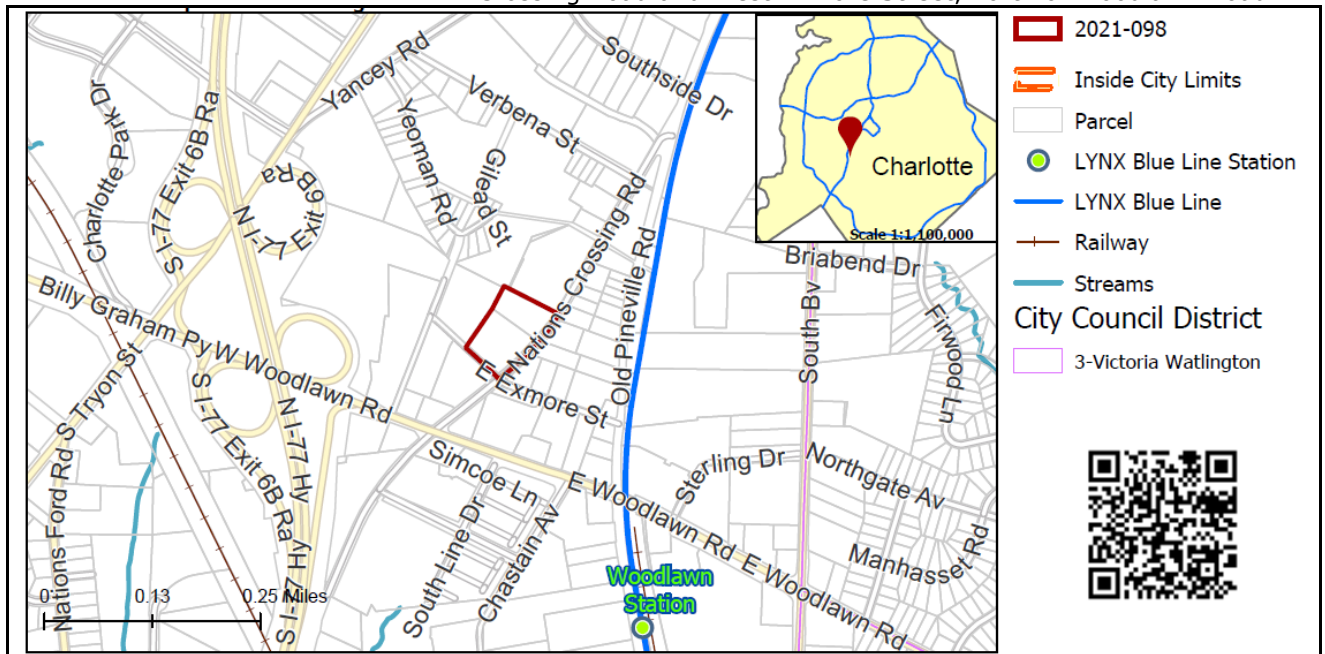 Yancey Rd
Southside Dr
Verbena St
Charlotte Park Dr
S I-77 Exit 6B Ra
Yeoman Rd
Gilead St
N I-77 Exit 6B Ra
Nations Crossing Rd
Old Pineville Rd
Charlotte
Scale 1:1,100,000
Briabend Dr
Firwood Ln
South Bv
Billy Graham Py
W Woodlawn Rd
E Exmore St
S Tryon St
Nations Ford Rd
S I-77 Exit 6B Ra
N I-77 Hy
S I-77 Hy
Simcoe Ln
South Line Dr
Chastain Av
E Woodlawn Rd
E Woodlawn Rd
Sterling Dr
Northgate Av
Manhasset Rd
Woodlawn
Station
0 0.13 0.25 Miles
2021-098
Inside City Limits
Parcel
LYNX Blue Line Station
LYNX Blue Line
Railway
Streams
City Council District
3-Victoria Watlington